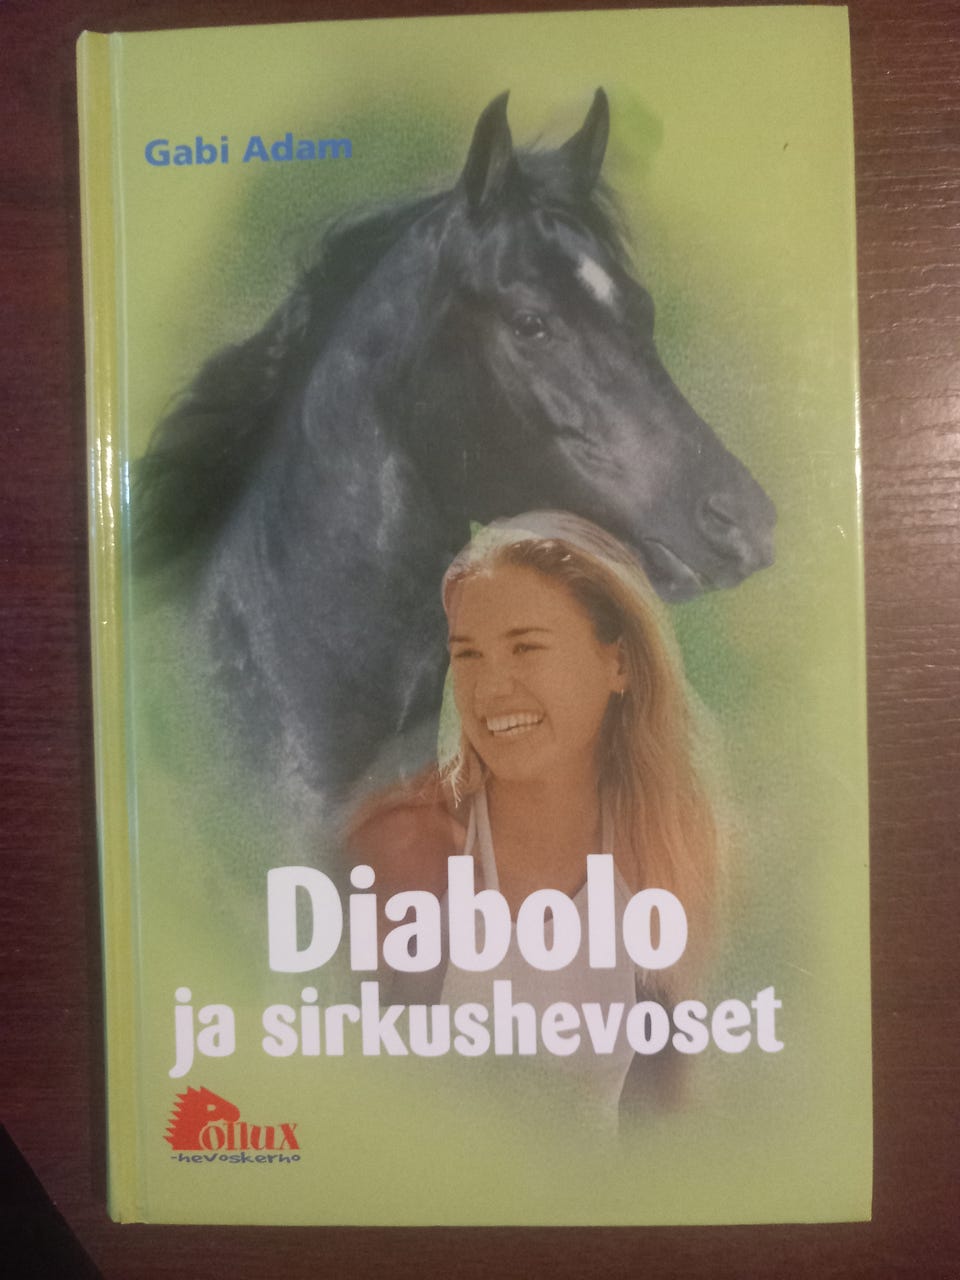 Gabi Adam
Diabolo
ja sirkushevoset
Pollux
-hevoskerho